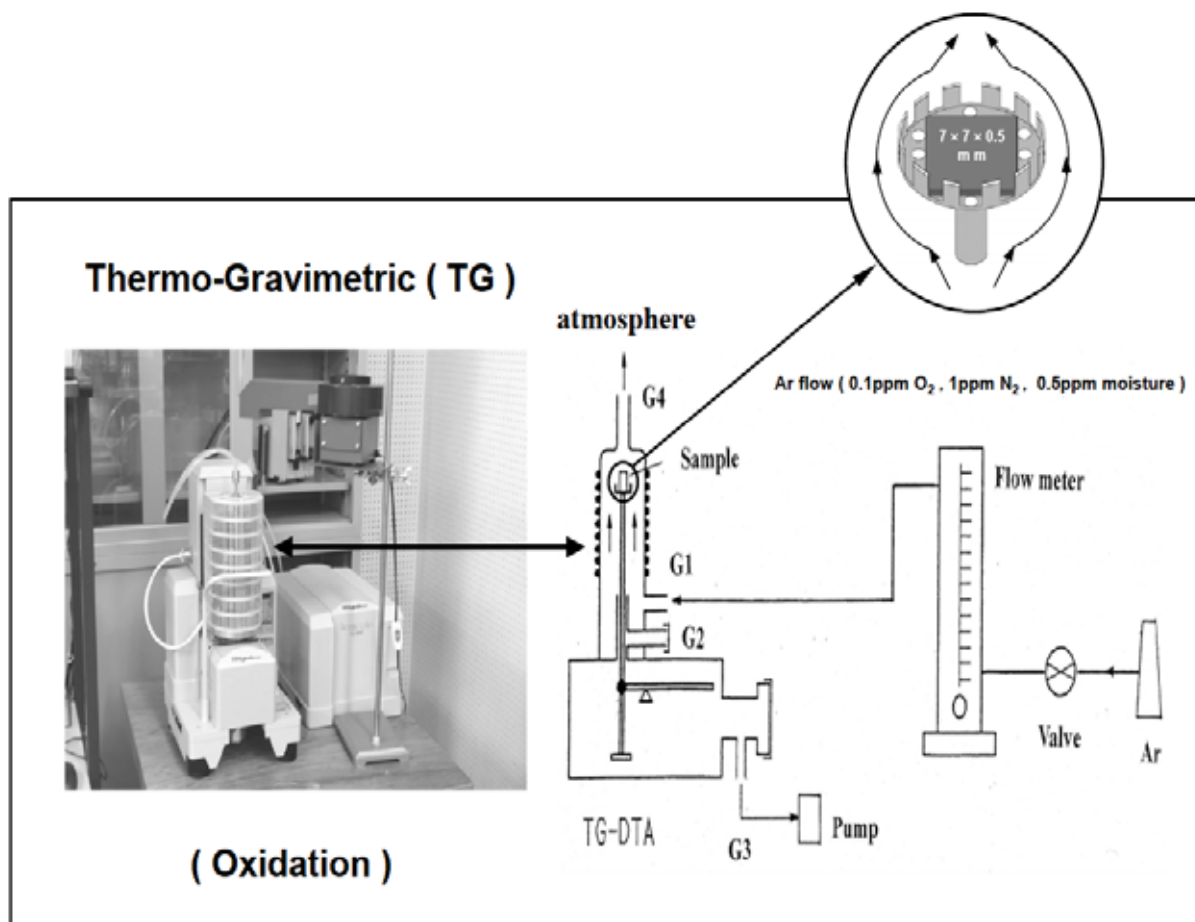 7 × 7 × 0.5
m m
Thermo-Gravimetric ( TG )
atmosphere
Ar flow ( 0.1ppm O₂ , 1ppm N₂ , 0.5ppm moisture )
G4
Sample
Flow meter
G1
G2
Valve
Ar
TG-DTA
G3
Pump
( Oxidation )